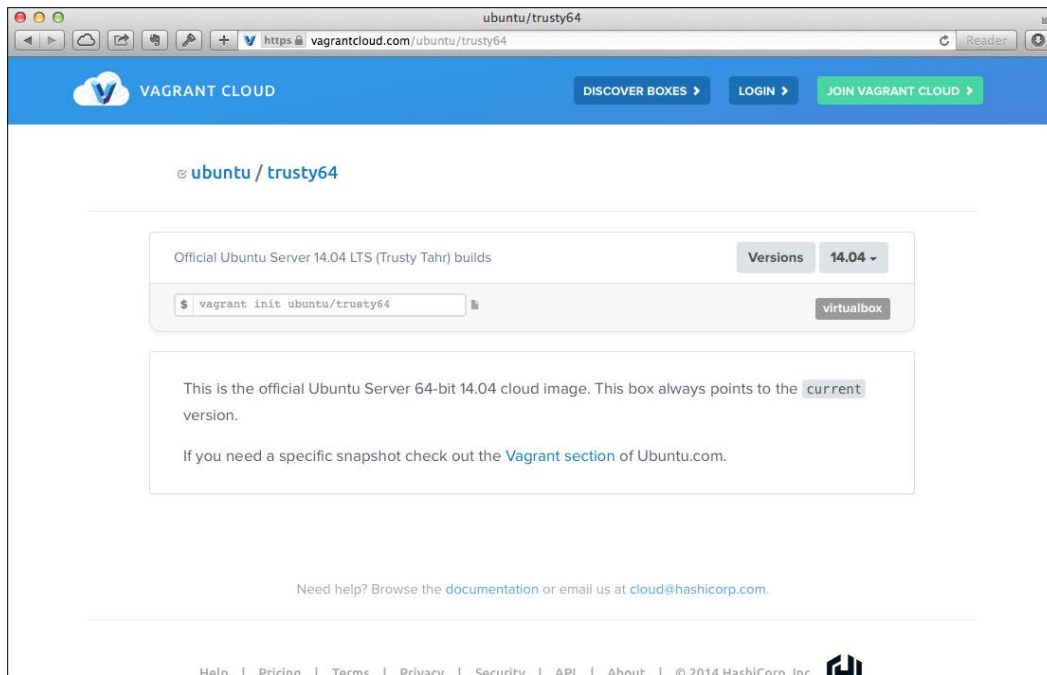 ubuntu/trusty64
https vagrantcloud.com/ubuntu/trusty64
Reader
VAGRANT CLOUD
DISCOVER BOXES
LOGIN
JOIN VAGRANT CLOUD
ubuntu / trusty64
Official Ubuntu Server 14.04 LTS (Trusty Tahr) builds
Versions
14.04
$ vagrant init ubuntu/trusty64
virtualbox
This is the official Ubuntu Server 64-bit 14.04 cloud image. This box always points to the current
version.
If you need a specific snapshot check out the Vagrant section of Ubuntu.com.
Need help? Browse the documentation or email us at cloud@hashicorp.com.
Help | Pricing | Terms | Privacy | Security | API | About | © 2014 HashiCorp, Inc